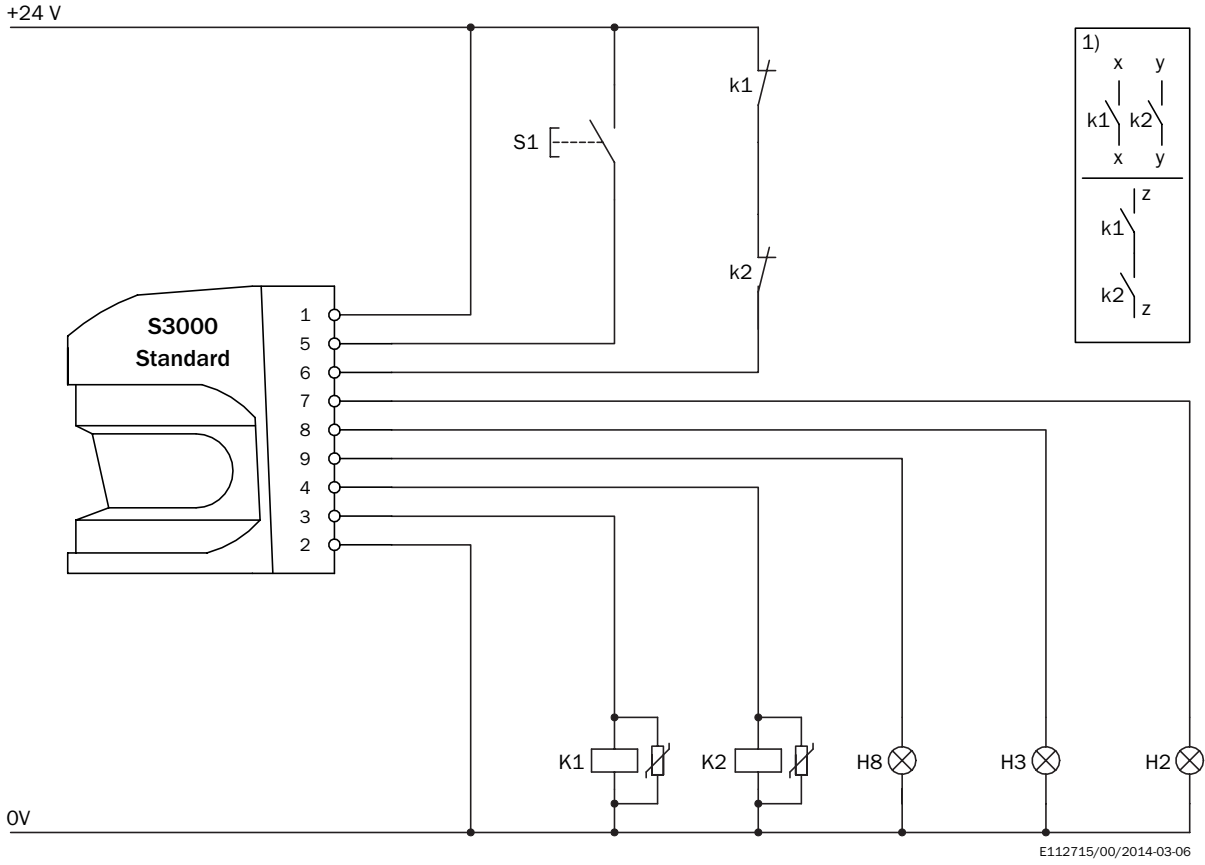 +24 V
1)
x y
k1
k1 k2
S1
x y
z
k1
k2
k2
z
S3000
Standard
1
5
6
7
8
9
4
3
2
K1 K2 H8 H3 H2
0V
E112715/00/2014-03-06